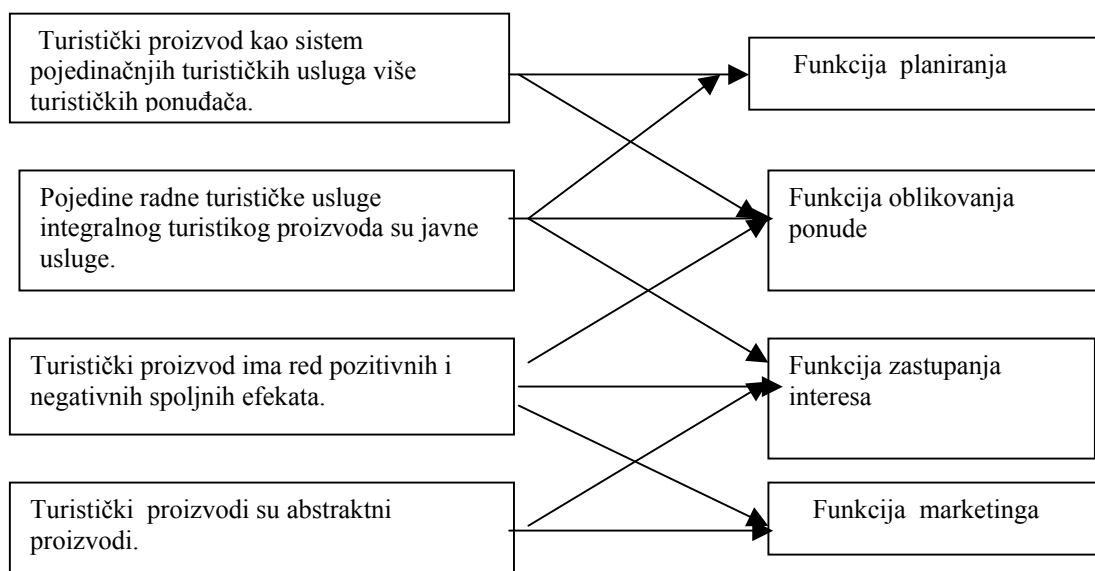 Turistički proizvod kao sistem
pojedinačnjih turističkih usluga više
turističkih ponuđača.
Funkcija planiranja
Pojedine radne turističke usluge
integralnog turistikog proizvoda su javne
usluge.
Funkcija oblikovanja
ponude
Turistički proizvod ima red pozitivnih i
negativnih spoljnih efekata.
Funkcija zastupanja
interesa
Turistički proizvodi su abstraktni
proizvodi.
Funkcija marketinga